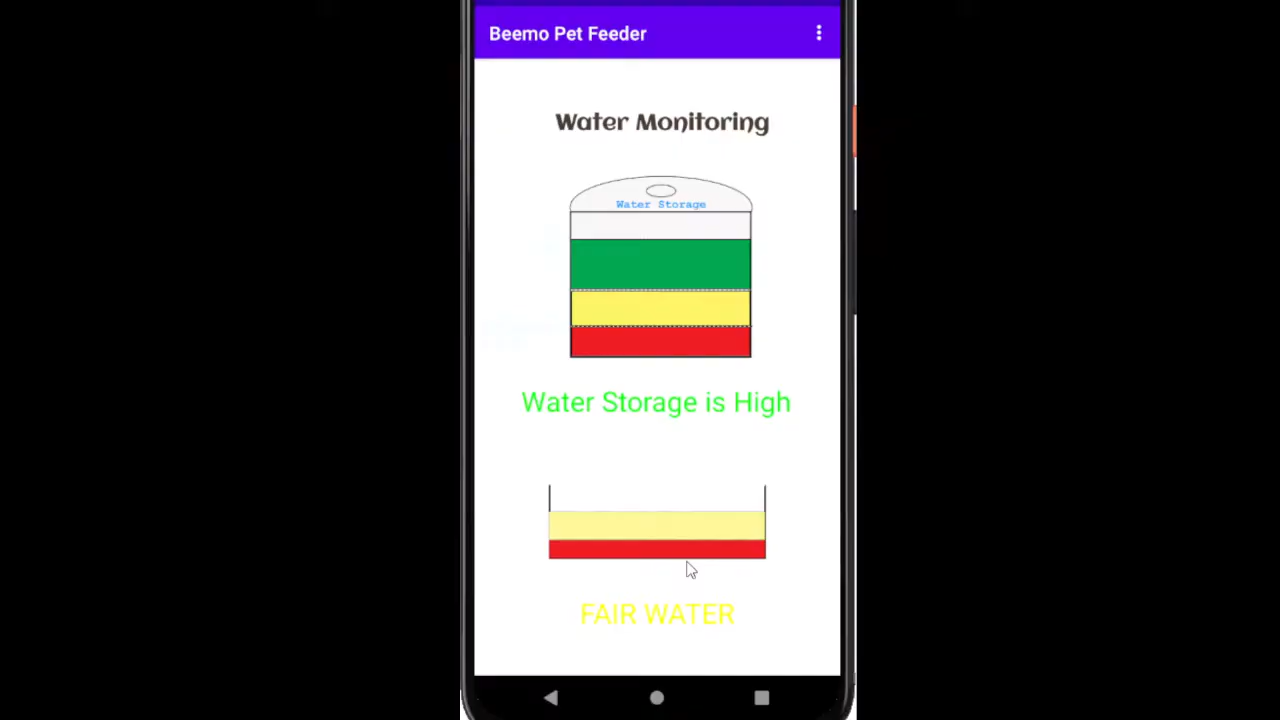 Beemo Pet Feeder
Water Monitoring
Water Storage
Water Storage is High
FAIR WATER